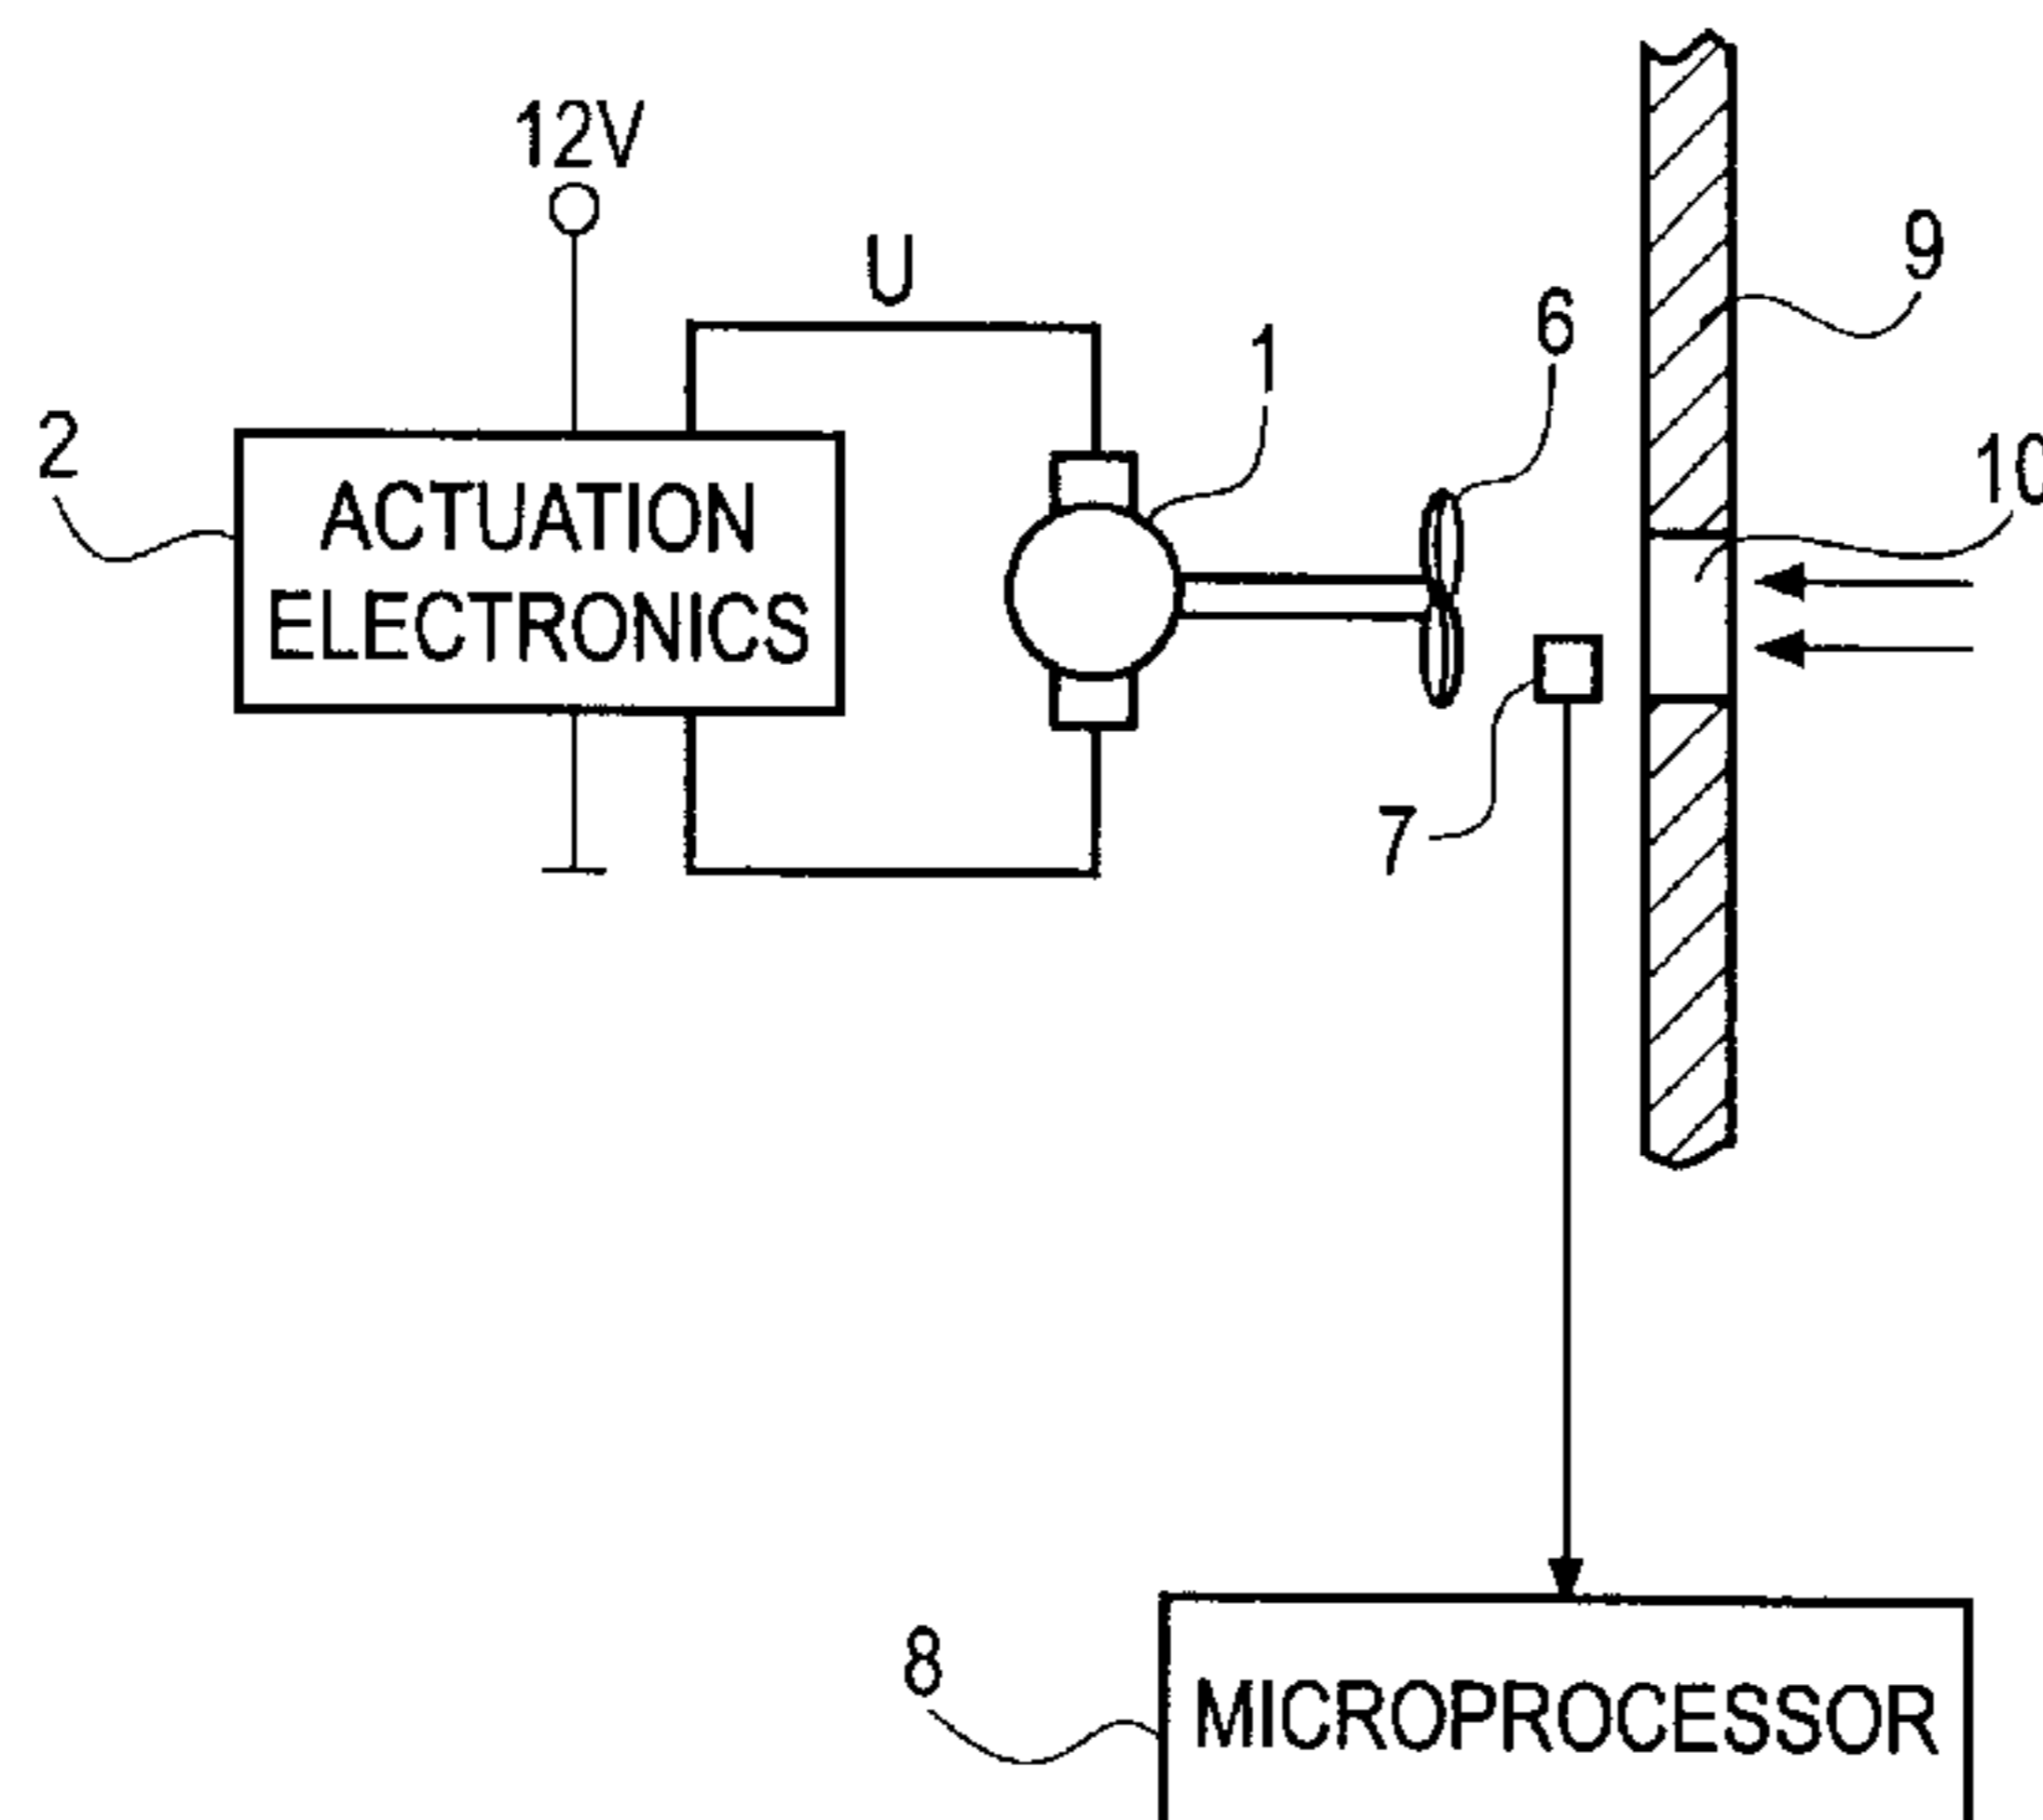 12V
U
9
6
1
2
10
ACTUATION
ELECTRONICS
7
8
MICROPROCESSOR